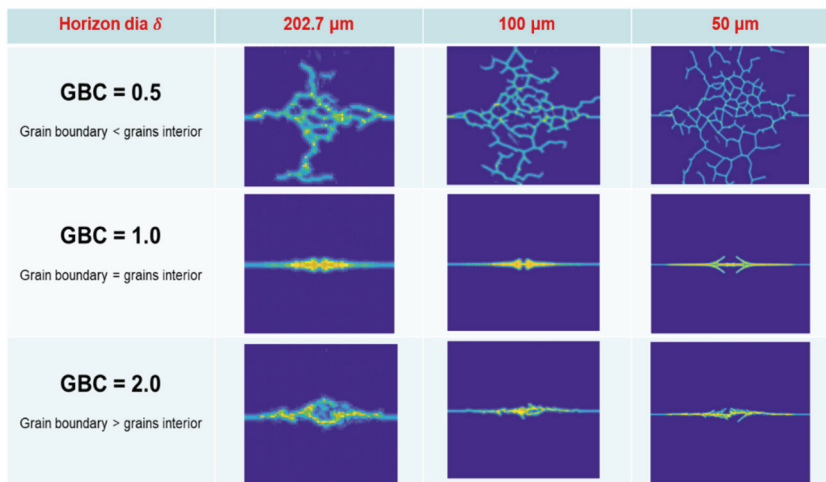 Horizon dia δ 202.7 µm 100 µm 50 µm
GBC = 0.5
Grain boundary < grains interior
GBC = 1.0
Grain boundary = grains interior
GBC = 2.0
Grain boundary > grains interior